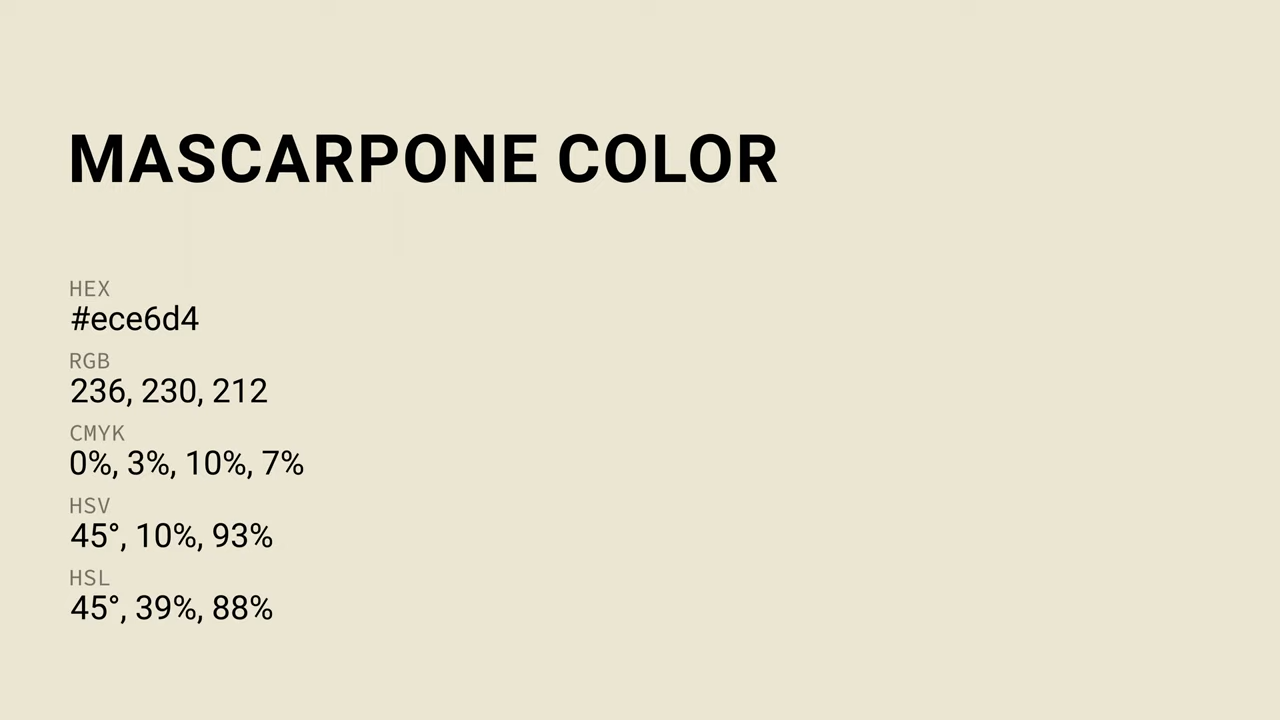 MASCARPONE COLOR
HEX
#ece6d4
RGB
236, 230, 212
CMYK
0%, 3%, 10%, 7%
HSV
45°, 10%, 93%
HSL
45°, 39%, 88%